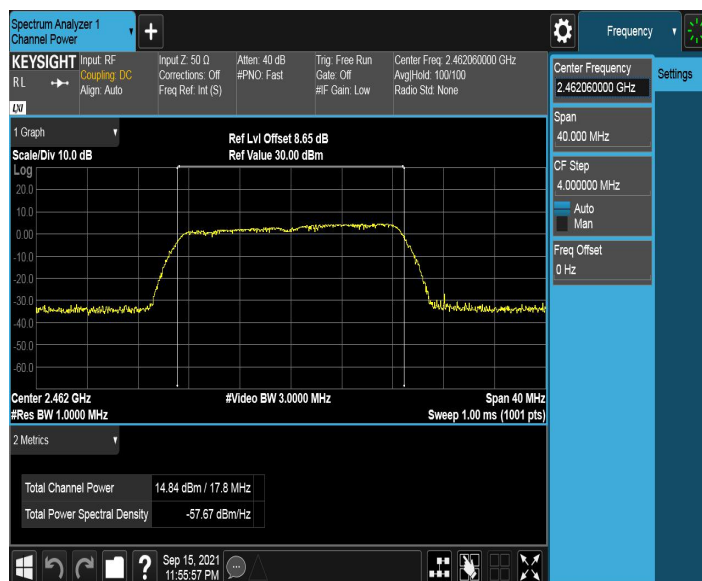 Spectrum Analyzer 1
Channel Power
+
Frequency
KEYSIGHT Input: RF
RL
Coupling: DC
Align: Auto
LXI
Input Z: 50 Ω
Corrections: Off
Freq Ref: Int (S)
Atten: 40 dB
#PNO: Fast
Trig: Free Run
Gate: Off
#IF Gain: Low
Center Freq: 2.462060000 GHz
Avg|Hold: 100/100
Radio Std: None
Center Frequency
2.462060000 GHz
Settings
Span
40.000 MHz
CF Step
4.000000 MHz
Auto
Man
Freq Offset
0 Hz
1 Graph
Scale/Div 10.0 dB
Ref Lvl Offset 8.65 dB
Ref Value 30.00 dBm
Log
20.0
10.0
0.00
-10.0
-20.0
-30.0
-40.0
-50.0
-60.0
Center 2.462 GHz
#Video BW 3.0000 MHz
Span 40 MHz
#Res BW 1.0000 MHz
Sweep 1.00 ms (1001 pts)
2 Metrics
Total Channel Power 14.84 dBm / 17.8 MHz
Total Power Spectral Density -57.67 dBm/Hz
?
Sep 15, 2021
11:55:57 PM